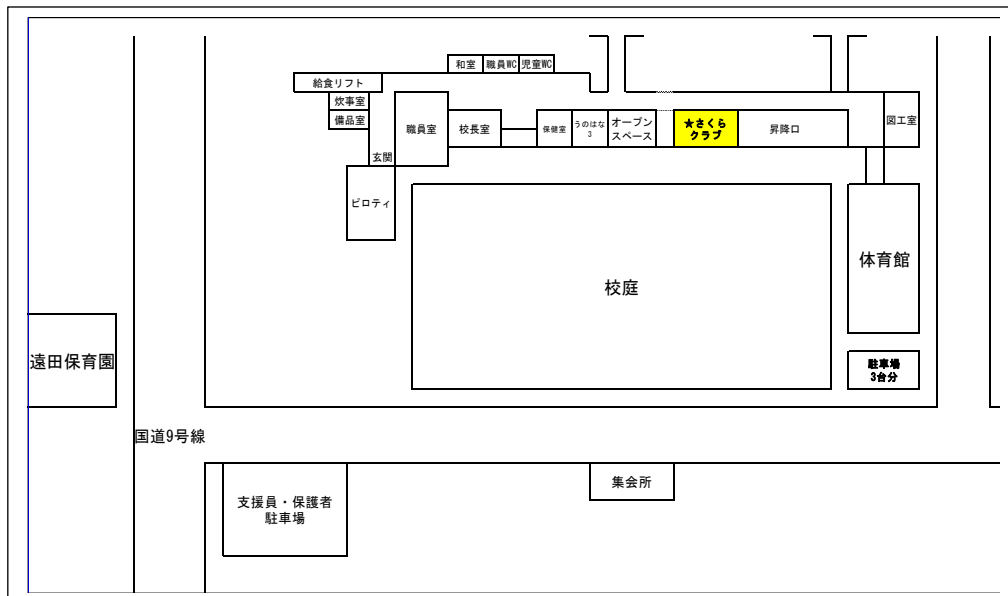 和室
職員WC
児童WC
給食リフト
炊事室
備品室
職員室
校長室
保健室
うのはな
3
オープン
スペース
★さくら
クラブ
昇降口
図工室
玄関
ピロティ
校庭
体育館
遠田保育園
駐車場
3台分
国道9号線
支援員・保護者
駐車場
集会所